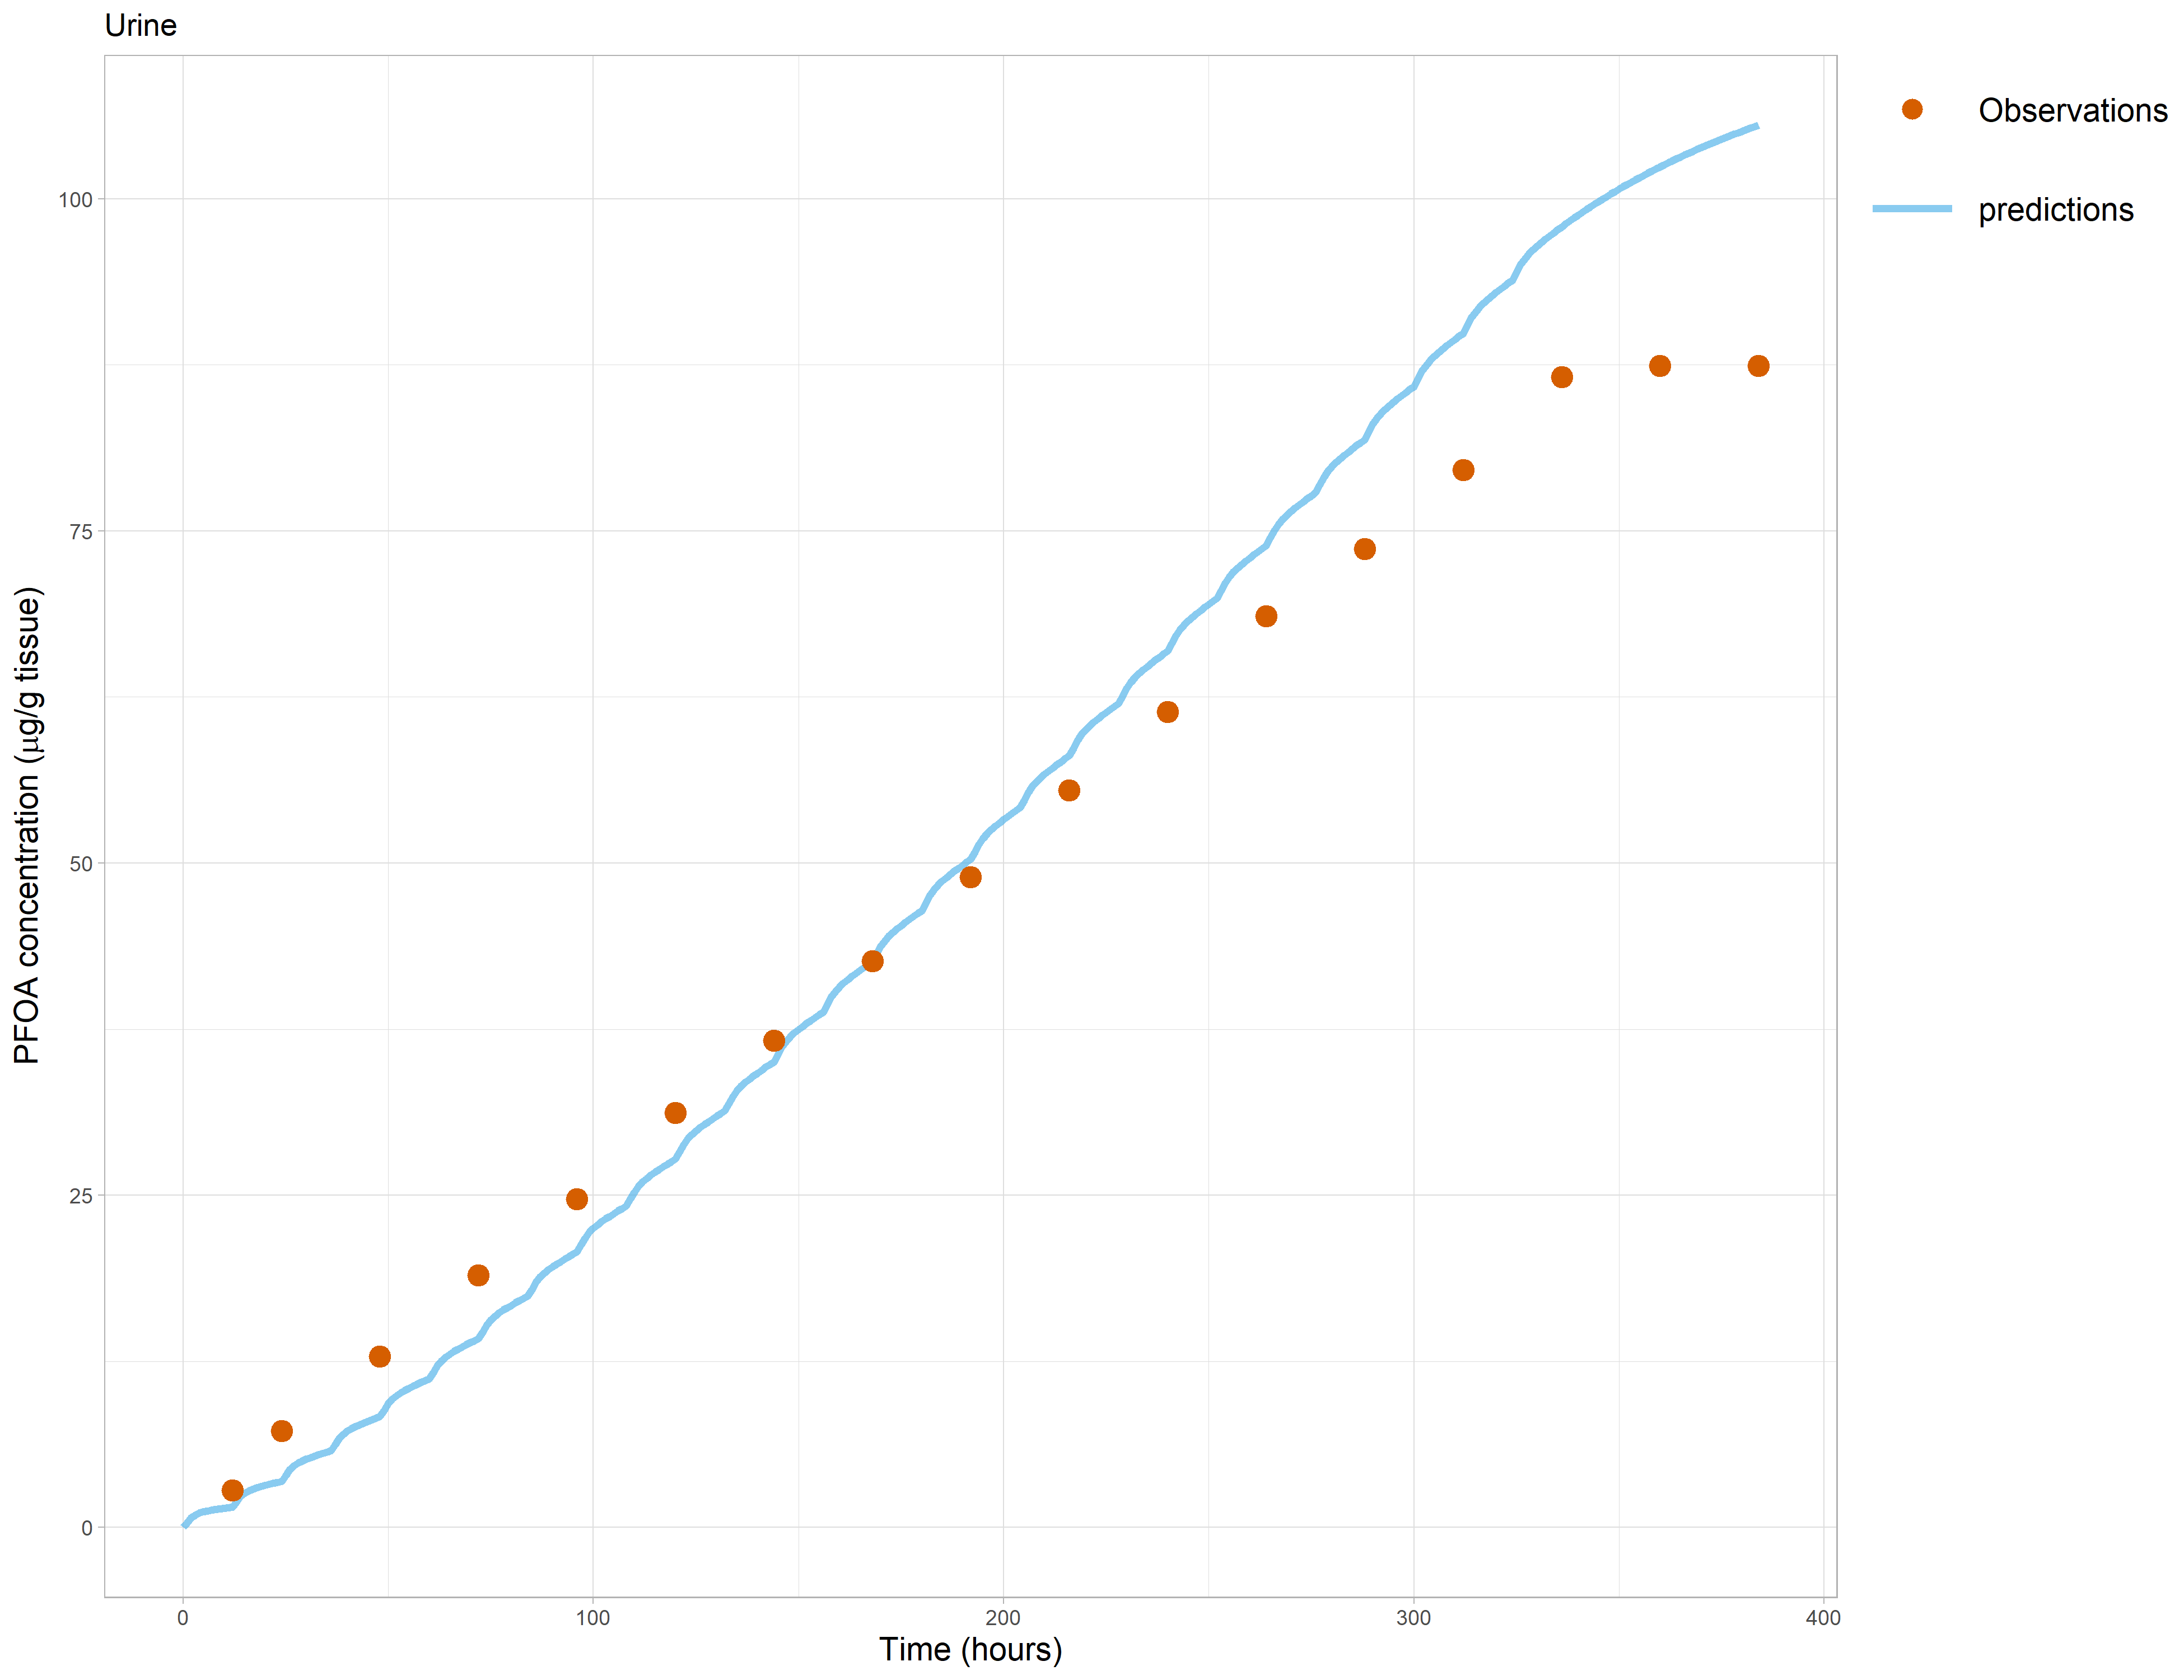 Urine
Observations
predictions
100
75
50
25
0
PFOA concentration (μg/g tissue)
0
100
200
300
400
Time (hours)